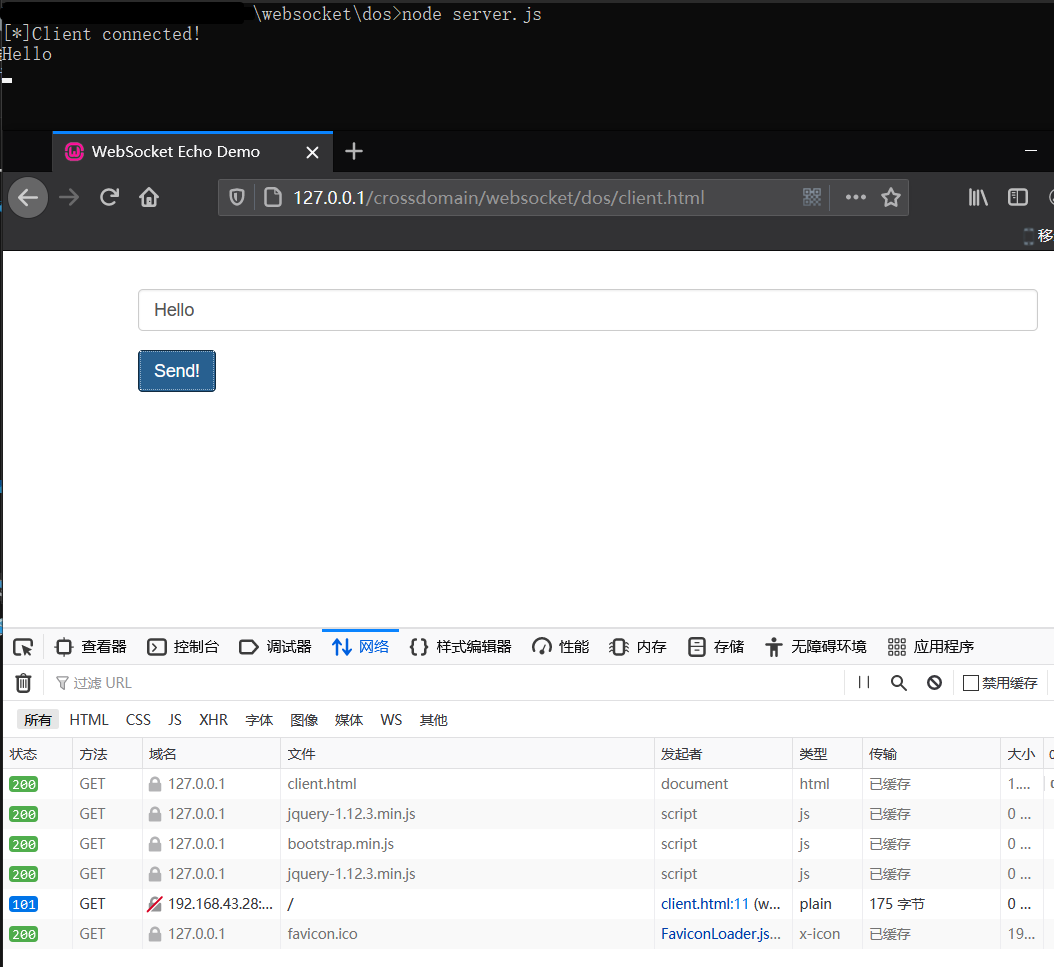 \websocket\dos>node server.js
[*]Client connected!
Hello
WebSocket Echo Demo
127.0.0.1/crossdomain/websocket/dos/client.html
移
Hello
Send!
查看器 控制台 调试器 网络 {} 样式编辑器 性能 内存 存储 无障碍环境 应用程序
过滤 URL 禁用缓存
所有 HTML CSS JS XHR 字体 图像 媒体 WS 其他
状态 方法 域名 文件 发起者 类型 传输 大小
200 GET 127.0.0.1 client.html document html 已缓存 1....
200 GET 127.0.0.1 jquery-1.12.3.min.js script js 已缓存 0 ...
200 GET 127.0.0.1 bootstrap.min.js script js 已缓存 0 ...
200 GET 127.0.0.1 jquery-1.12.3.min.js script js 已缓存 0 ...
101 GET 192.168.43.28:... / client.html:11 (w... plain 175 字节 0 ...
200 GET 127.0.0.1 favicon.ico FaviconLoader.js... x-icon 已缓存 19...